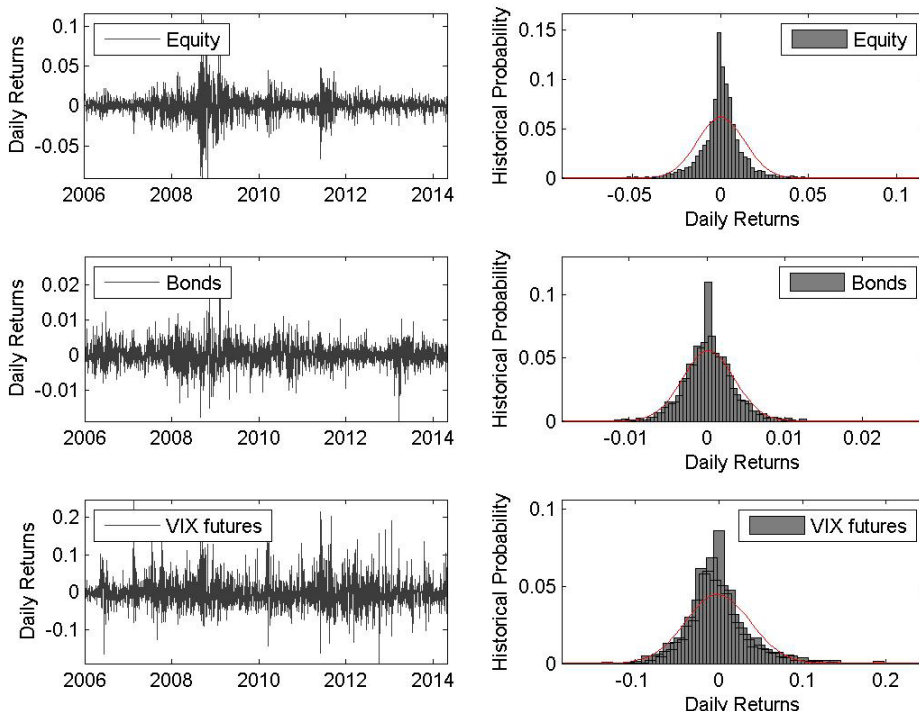 0.1
0.05
0
-0.05
Daily Returns
Equity
2006 2008 2010 2012 2014
0.15
0.1
0.05
0
Historical Probability
Equity
-0.05 0 0.05 0.1
Daily Returns
0.02
0.01
0
-0.01
Daily Returns
Bonds
2006 2008 2010 2012 2014
0.1
0.05
0
Historical Probability
Bonds
-0.01 0 0.01 0.02
Daily Returns
0.2
0.1
0
-0.1
Daily Returns
VIX futures
2006 2008 2010 2012 2014
0.1
0.05
0
Historical Probability
VIX futures
-0.1 0 0.1 0.2
Daily Returns